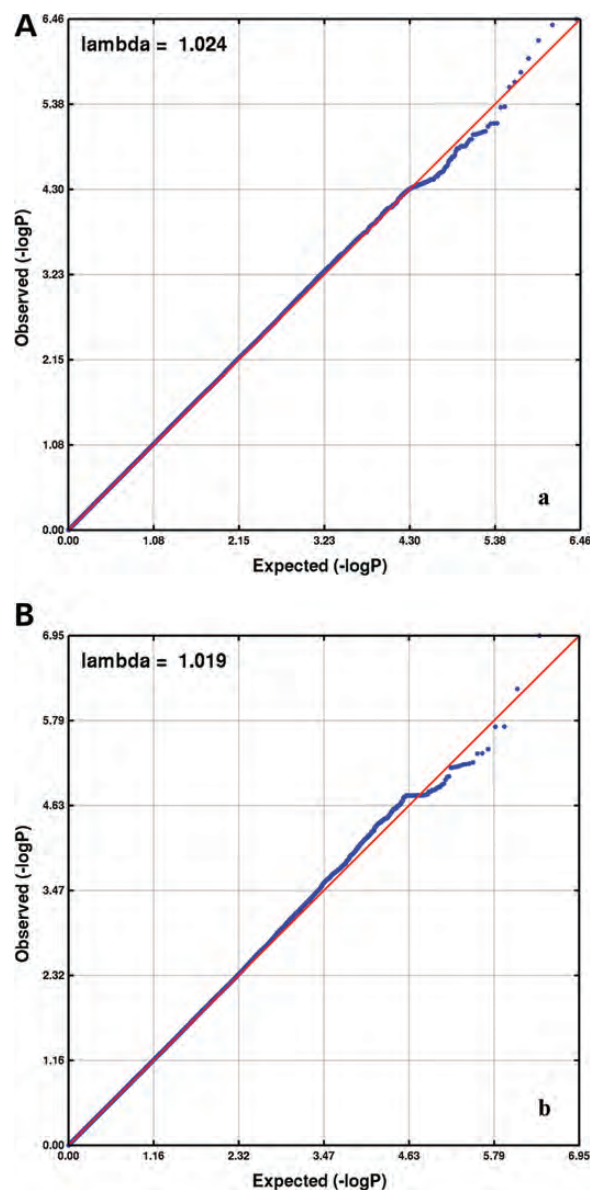 A
lambda = 1.024
6.46
5.38
4.30
3.23
2.15
1.08
0.00
Observed (-logP)
0.00 1.08 2.15 3.23 4.30 5.38 6.46
Expected (-logP)
a
B
lambda = 1.019
6.95
5.79
4.63
3.47
2.32
1.16
0.00
Observed (-logP)
0.00 1.16 2.32 3.47 4.63 5.79 6.95
Expected (-logP)
b